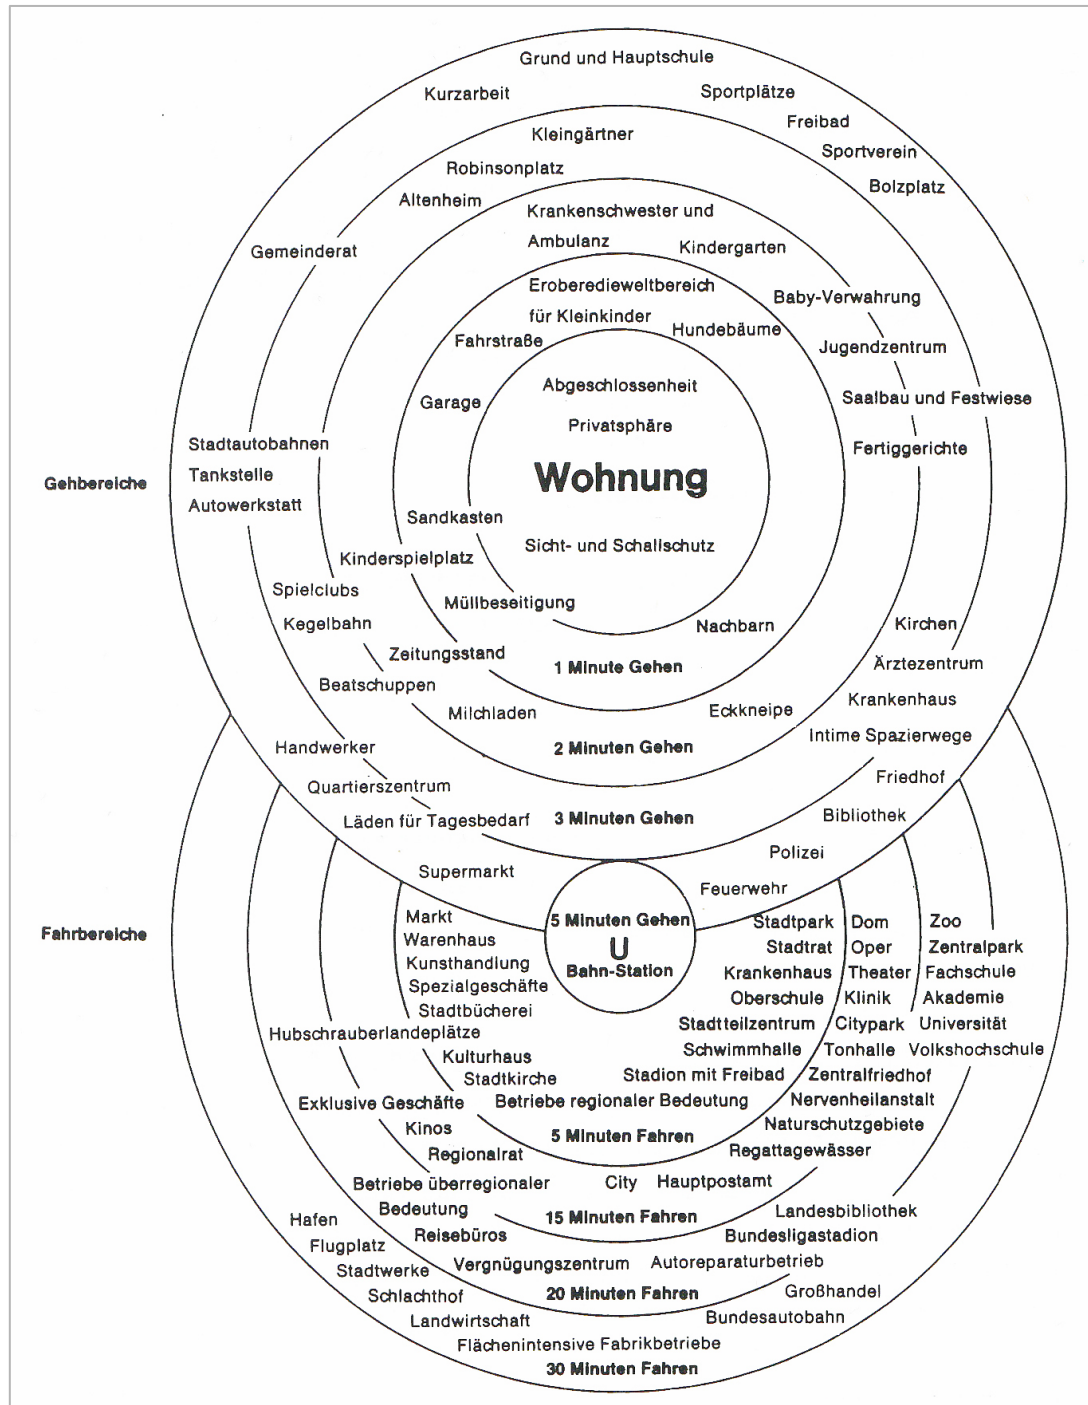 Grund und Hauptschule
Kurzarbeit
Sportplätze
Freibad
Kleingärtner
Sportverein
Robinsonplatz
Bolzplatz
Altenheim
Krankenschwester und
Ambulanz
Kindergarten
Gemeinderat
Eroberedieweltbereich
für Kleinkinder
Baby-Verwahrung
Hundebäume
Fahrstraße
Jugendzentrum
Abgeschlossenheit
Garage
Saalbau und Festwiese
Privatsphäre
Stadtautobahnen
Fertiggerichte
Tankstelle
Wohnung
Gehbereiche
Autowerkstatt
Sandkasten
Sicht- und Schallschutz
Kinderspielplatz
Spielclubs
Müllbeseitigung
Kegelbahn
Nachbarn
Kirchen
Zeitungsstand
1 Minute Gehen
Ärztezentrum
Beatschuppen
Krankenhaus
Milchladen
Eckkneipe
Intime Spazierwege
Handwerker
2 Minuten Gehen
Friedhof
Quartierszentrum
Läden für Tagesbedarf
3 Minuten Gehen
Bibliothek
Polizei
Supermarkt
Feuerwehr
Fahrbereiche
5 Minuten Gehen
U
Bahn-Station
Markt
Warenhaus
Kunsthandlung
Spezialgeschäfte
Stadtbücherei
Hubschrauberlandeplätze
Kulturhaus
Stadtkirche
Stadtpark Dom Zoo
Stadtrat Oper Zentralpark
Krankenhaus Theater Fachschule
Oberschule Klinik Akademie
Stadtteilzentrum Citypark Universität
Schwimmhalle Tonhalle Volkshochschule
Stadion mit Freibad Zentralfriedhof
Exklusive Geschäfte
Betriebe regionaler Bedeutung
Nervenheilanstalt
Kinos
5 Minuten Fahren
Naturschutzgebiete
Regionalrat
Regattagewässer
Betriebe überregionaler
Bedeutung
City
Hauptpostamt
15 Minuten Fahren
Landesbibliothek
Hafen
Reisebüros
Bundesligastadion
Flugplatz
Vergnügungszentrum
Autoreparaturbetrieb
Stadtwerke
20 Minuten Fahren
Großhandel
Schlachthof
Landwirtschaft
Bundesautobahn
Flächenintensive Fabrikbetriebe
30 Minuten Fahren